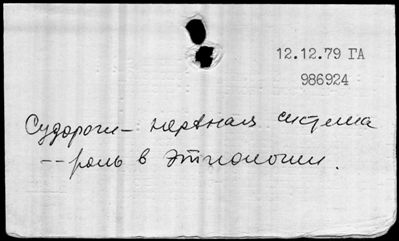 12.12.79 ГА
986924
Судороги – нервная система
-- роль в этиологии.